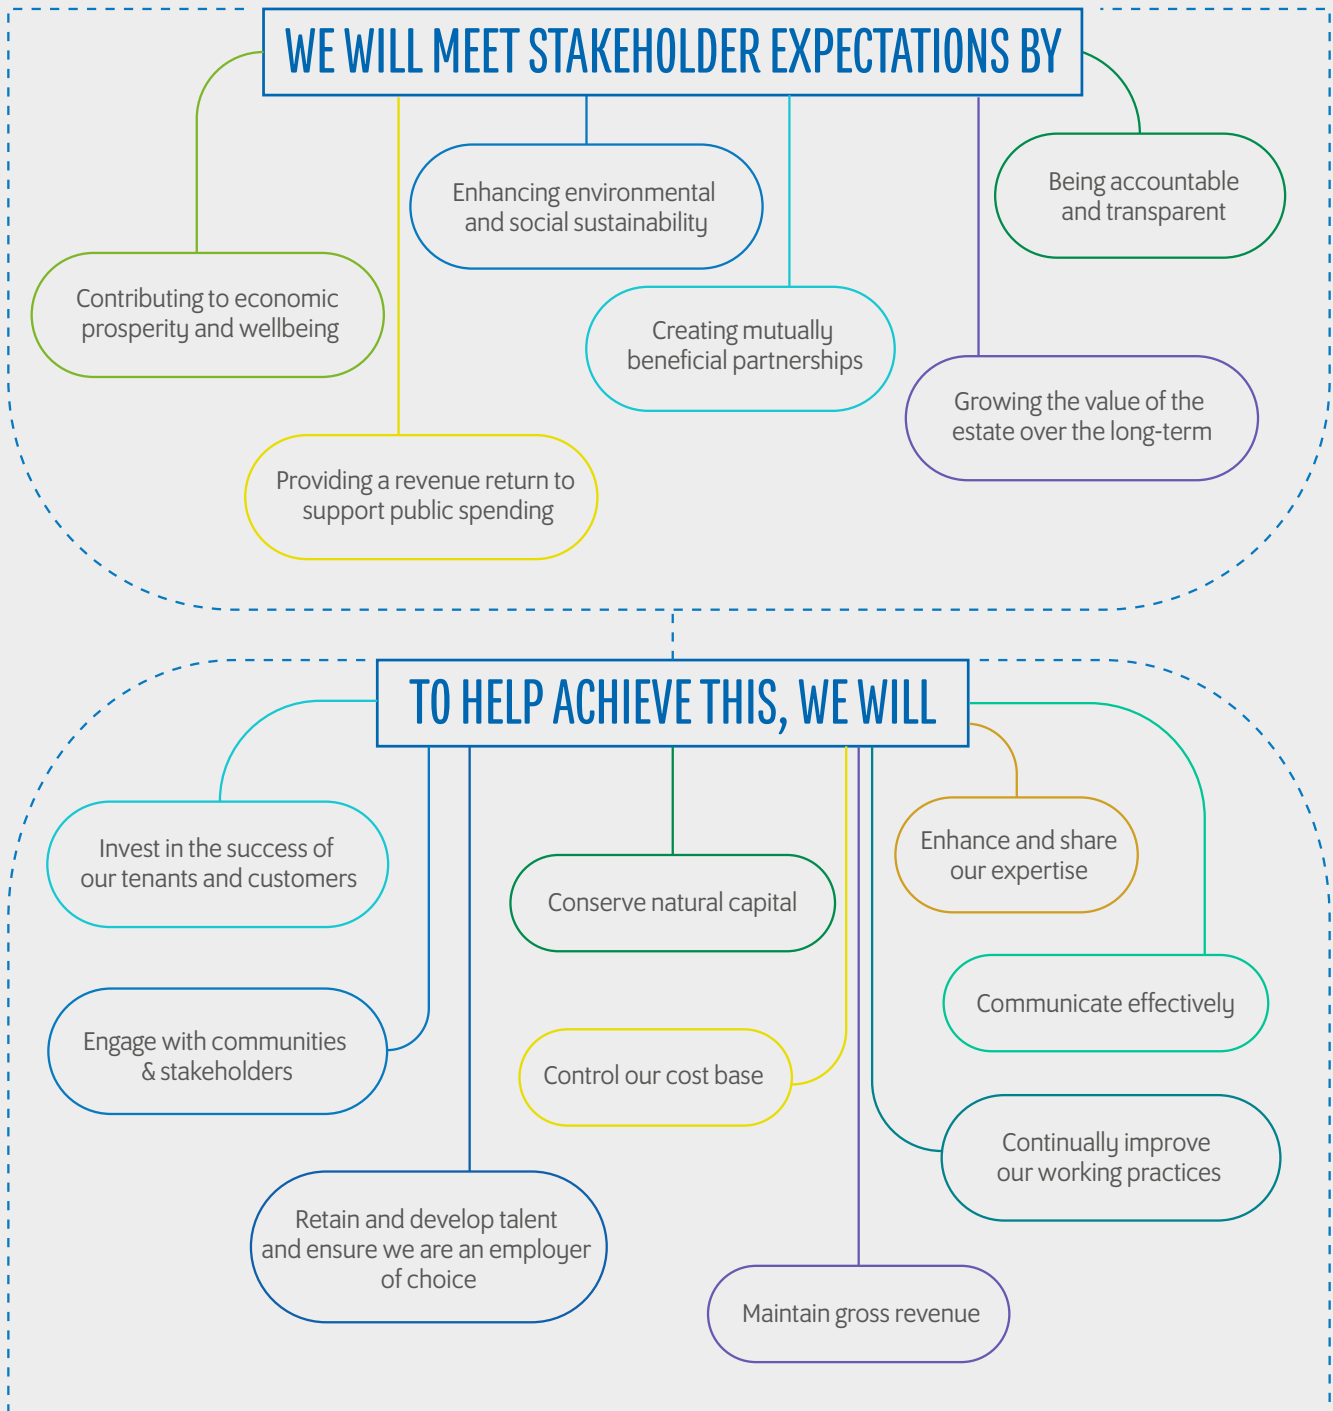 WE WILL MEET STAKEHOLDER EXPECTATIONS BY
Being accountable
and transparent
Enhancing environmental
and social sustainability
Contributing to economic
prosperity and wellbeing
Creating mutually
beneficial partnerships
Growing the value of the
estate over the long-term
Providing a revenue return to
support public spending
TO HELP ACHIEVE THIS, WE WILL
Invest in the success of
our tenants and customers
Enhance and share
our expertise
Conserve natural capital
Communicate effectively
Engage with communities
& stakeholders
Control our cost base
Continually improve
our working practices
Retain and develop talent
and ensure we are an employer
of choice
Maintain gross revenue